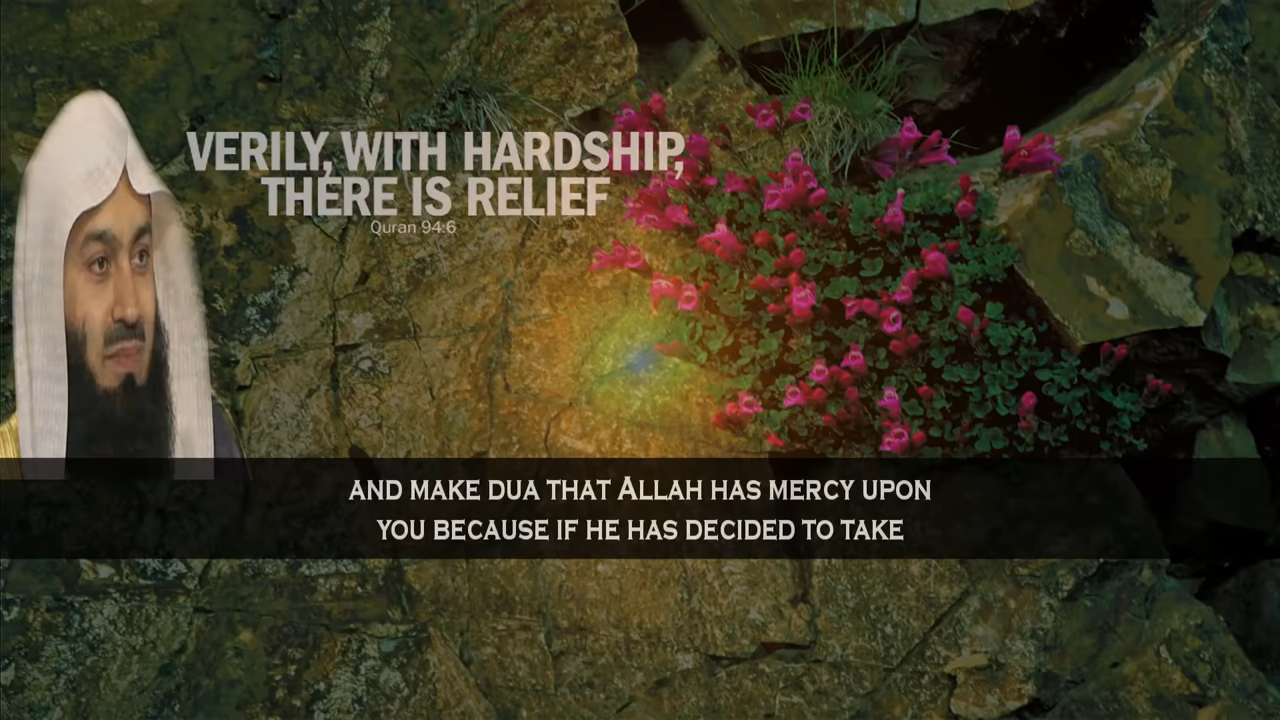 VERILY, WITH HARDSHIP,
THERE IS RELIEF
Quran 94:6
AND MAKE DUA THAT ALLAH HAS MERCY UPON
YOU BECAUSE IF HE HAS DECIDED TO TAKE